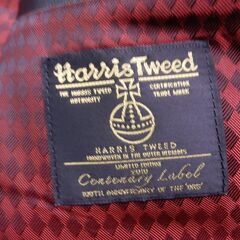 Harris Tweed
THE HARRIS TWEED CERTIFICATION
AUTHORITY TRADE MARK
HARRIS TWEED
HANDWOVEN IN THE OUTER HEBRIDES
LIMITED EDITION
Centenary Label
100TH ANNIVERSARY OF THE 'ORB'